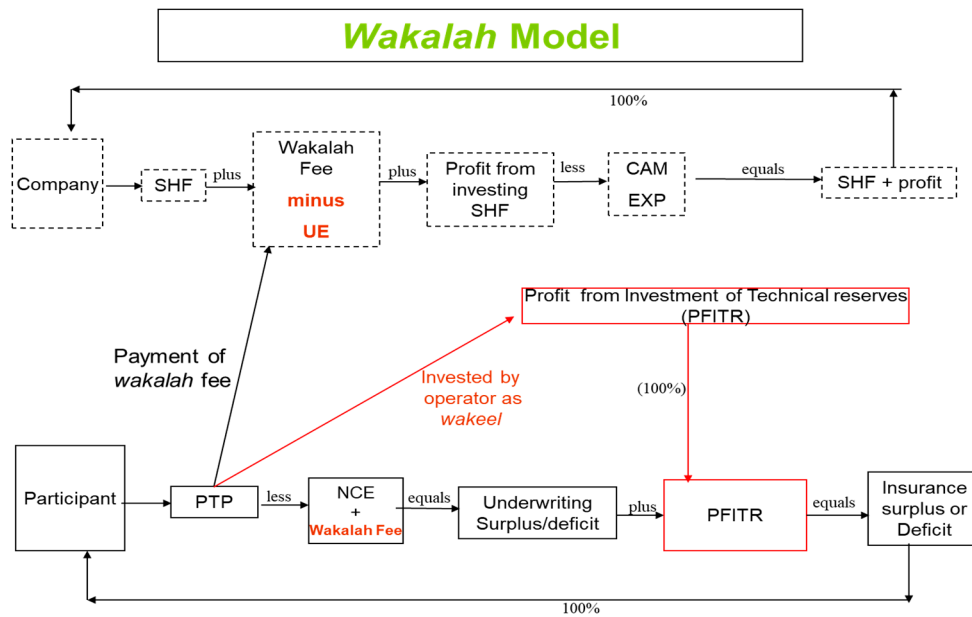 Wakalah Model
100%
Company
SHF
plus
Wakalah
Fee
minus
UE
plus
Profit from
investing
SHF
less
CAM
EXP
equals
SHF + profit
Profit from Investment of Technical reserves
(PFITR)
Payment of
wakalah fee
Invested by
operator as
wakeel
(100%)
Participant
PTP
less
NCE
+
Wakalah Fee
equals
Underwriting
Surplus/deficit
plus
PFITR
equals
Insurance
surplus or
Deficit
100%